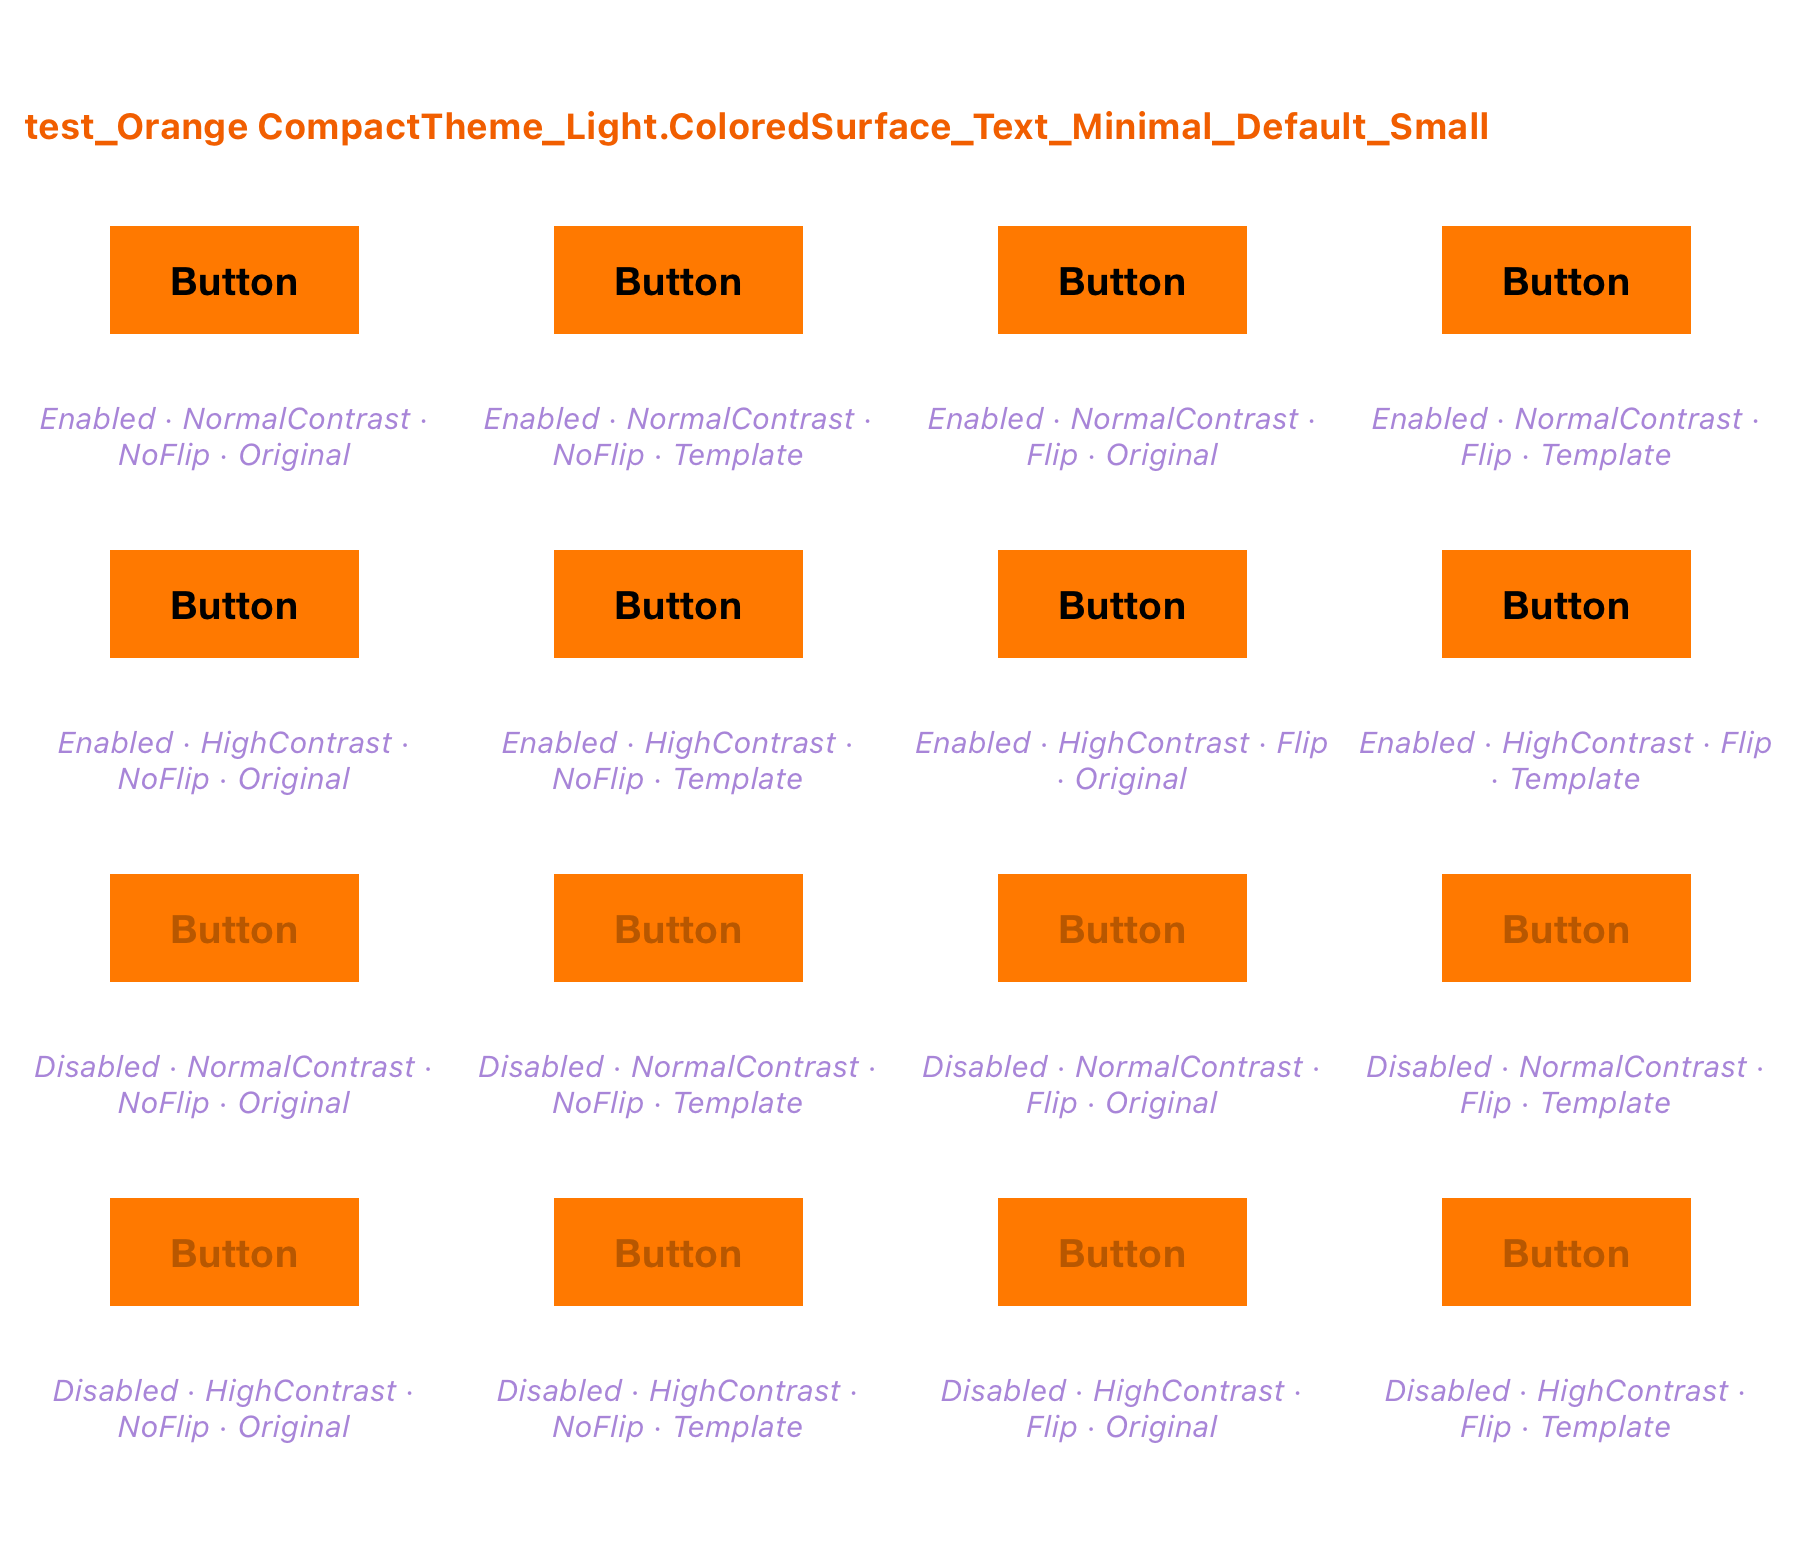 test_Orange CompactTheme_Light.ColoredSurface_Text_Minimal_Default_Small
Button Button Button Button
Enabled · NormalContrast · Enabled · NormalContrast · Enabled · NormalContrast · Enabled · NormalContrast ·
NoFlip · Original NoFlip · Template Flip · Original Flip · Template
Button Button Button Button
Enabled · HighContrast · Enabled · HighContrast · Enabled · HighContrast · Flip Enabled · HighContrast · Flip
NoFlip · Original NoFlip · Template · Original · Template
Button Button Button Button
Disabled · NormalContrast · Disabled · NormalContrast · Disabled · NormalContrast · Disabled · NormalContrast ·
NoFlip · Original NoFlip · Template Flip · Original Flip · Template
Button Button Button Button
Disabled · HighContrast · Disabled · HighContrast · Disabled · HighContrast · Disabled · HighContrast ·
NoFlip · Original NoFlip · Template Flip · Original Flip · Template